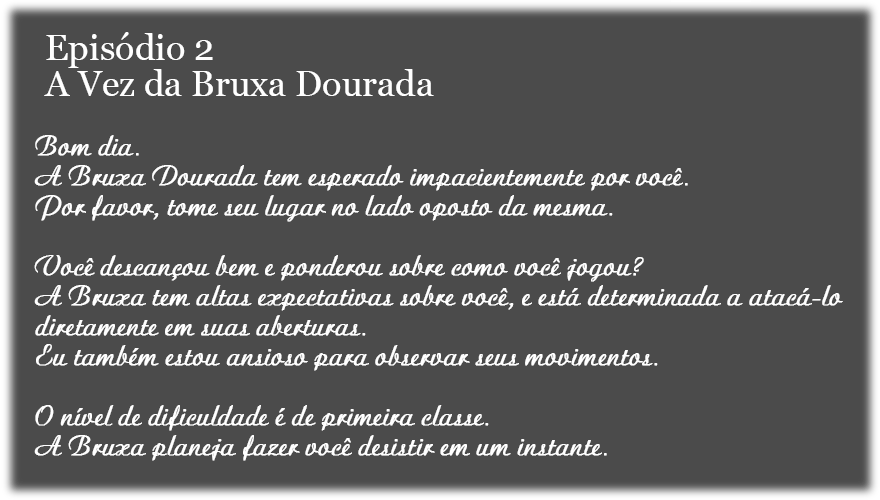 Episódio 2
A Vez da Bruxa Dourada
Bom dia.
A Bruxa Dourada tem esperado impacientemente por você.
Por favor, tome seu lugar no lado oposto da mesma.
Você descançou bem e ponderou sobre como você jogou?
A Bruxa tem altas expectativas sobre você, e está determinada a atacá-lo
diretamente em suas aberturas.
Eu também estou ansioso para observar seus movimentos.
O nível de dificuldade é de primeira classe.
A Bruxa planeja fazer você desistir em um instante.